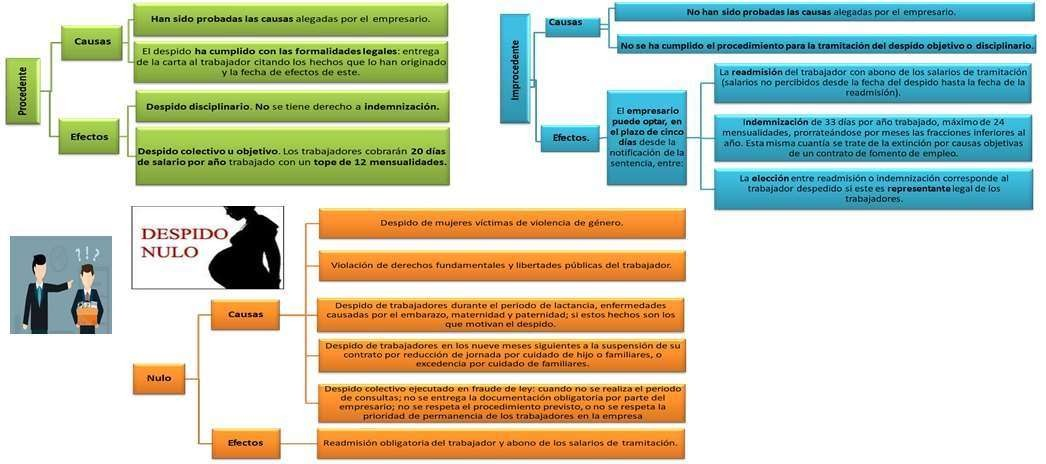 Procedente
Causas
Han sido probadas las causas alegadas por el empresario.
El despido ha cumplido con las formalidades legales: entrega
de la carta al trabajador citando los hechos que lo han originado
y la fecha de efectos de este.
Efectos
Despido disciplinario. No se tiene derecho a indemnización.
Despido colectivo u objetivo. Los trabajadores cobrarán 20 días
de salario por año trabajado con un tope de 12 mensualidades.
Improcedente
Causas
No han sido probadas las causas alegadas por el empresario.
No se ha cumplido el procedimiento para la tramitación del despido objetivo o disciplinario.
Efectos.
El empresario
puede optar, en
el plazo de cinco
días desde la
notificación de la
sentencia, entre:
La readmisión del trabajador con abono de los salarios de tramitación
(salarios no percibidos desde la fecha del despido hasta la fecha de la
readmisión).
Indemnización de 33 días por año trabajado, máximo de 24
mensualidades, prorrateándose por meses las fracciones inferiores al
año. Esta misma cuantía se trate de la extinción por causas objetivas
de un contrato de fomento de empleo.
La elección entre readmisión o indemnización corresponde al
trabajador despedido si este es representante legal de los
trabajadores.
DESPIDO
NULO
! ? !
Nulo
Causas
Despido de mujeres víctimas de violencia de género.
Violación de derechos fundamentales y libertades públicas del trabajador.
Despido de trabajadores durante el periodo de lactancia, enfermedades
causadas por el embarazo, maternidad y paternidad; si estos hechos son los
que motivan el despido.
Despido de trabajadores en los nueve meses siguientes a la suspensión de su
contrato por reducción de jornada por cuidado de hijo o familiares, o
excedencia por cuidado de familiares.
Despido colectivo ejecutado en fraude de ley: cuando no se realiza el periodo
de consultas; no se entrega la documentación obligatoria por parte del
empresario; no se respeta el procedimiento previsto, o no se respeta la
prioridad de permanencia de los trabajadores en la empresa
Efectos
Readmisión obligatoria del trabajador y abono de los salarios de tramitación.